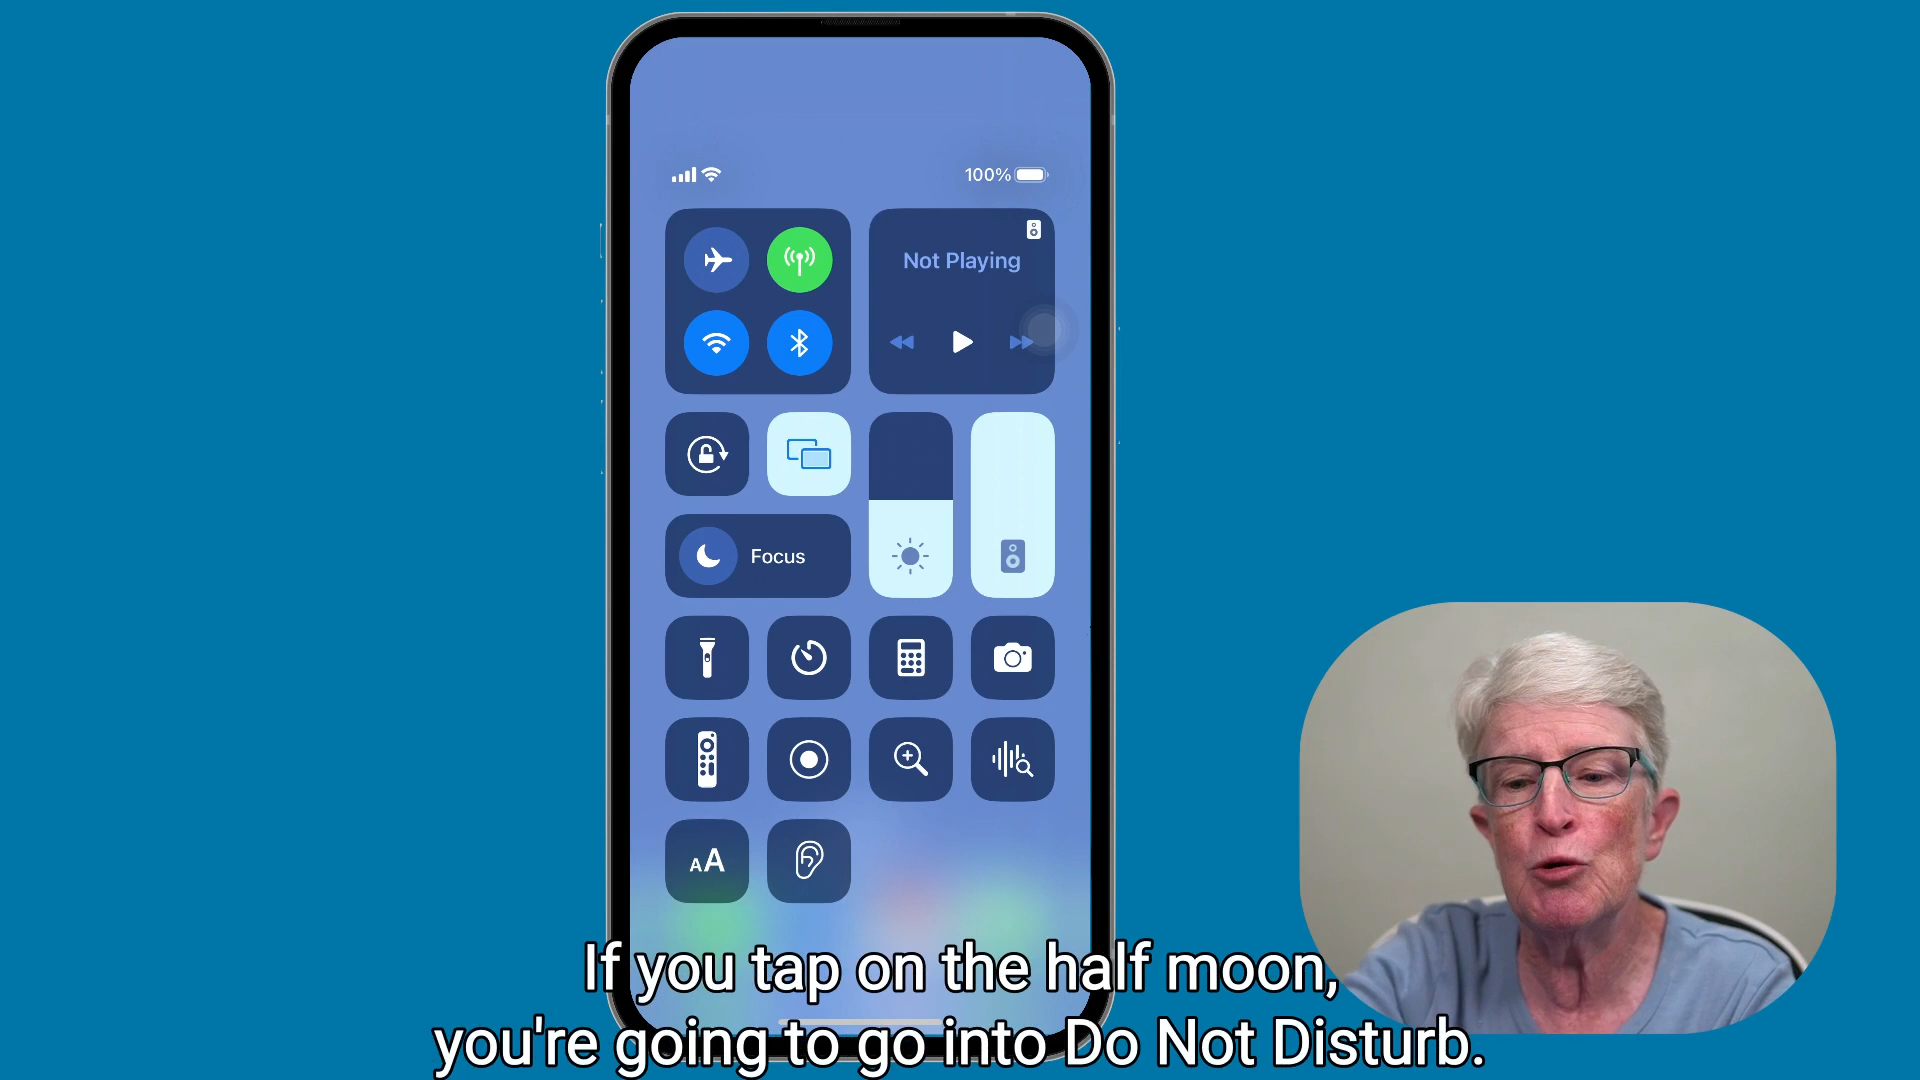 100%
Not Playing
Focus
AA
If you tap on the half moon,
you're going to go into Do Not Disturb.